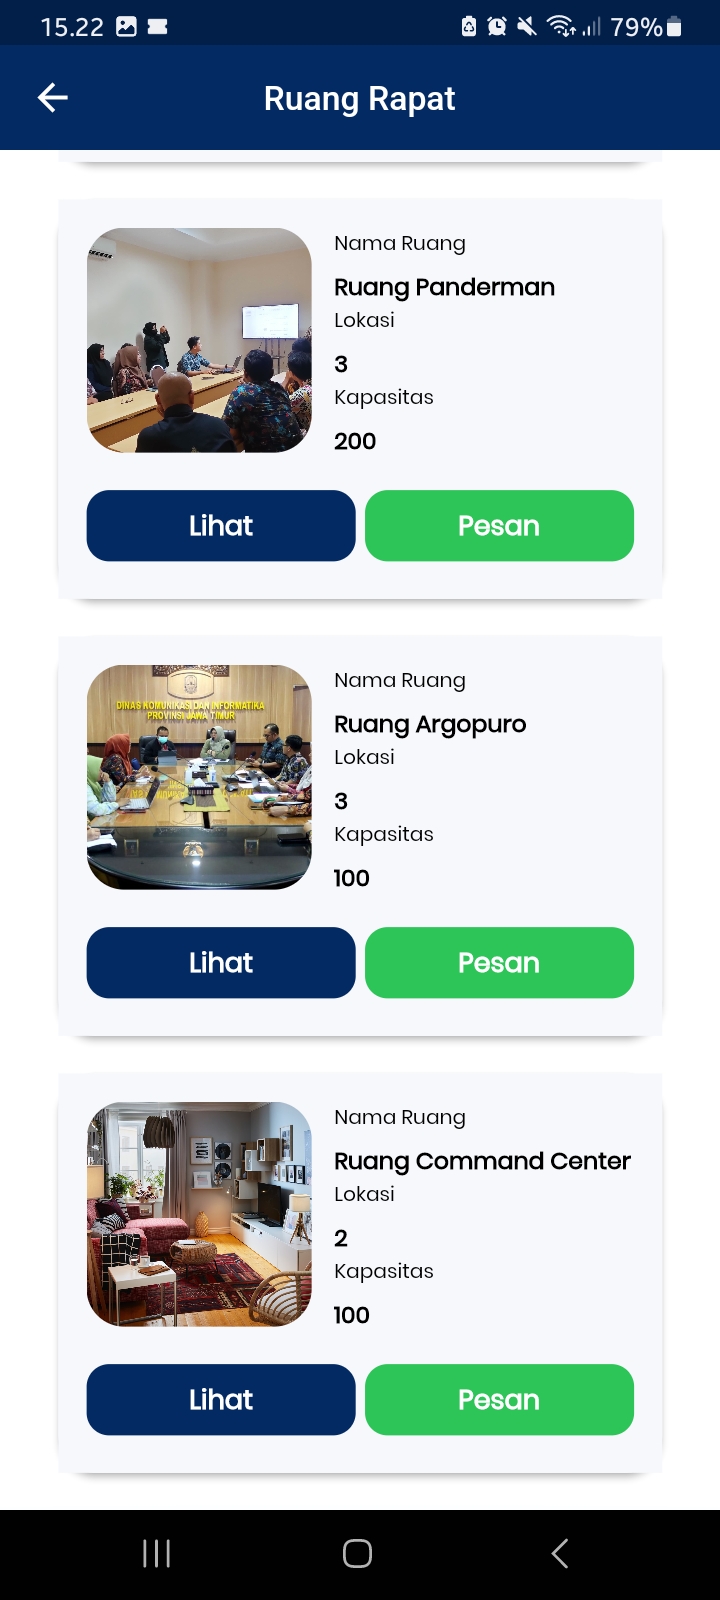 15.22
79%
Ruang Rapat
Nama Ruang
Ruang Panderman
Lokasi
3
Kapasitas
200
Lihat
Pesan
DINAS KOMUNIKASI DAN INFORMATIKA
PROVINSI JAWA TIMUR
Nama Ruang
Ruang Argopuro
Lokasi
3
Kapasitas
100
Lihat
Pesan
Nama Ruang
Ruang Command Center
Lokasi
2
Kapasitas
100
Lihat
Pesan